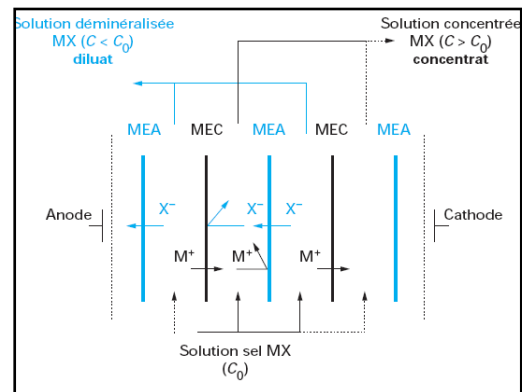 Solution déminéralisée
MX (C < C₀)
diluat
Solution concentrée
MX (C > C₀)
concentrat
MEA MEC MEA MEC MEA
X⁻ X⁻ X⁻
Anode Cathode
M⁺ M⁺ M⁺
Solution sel MX
(C₀)